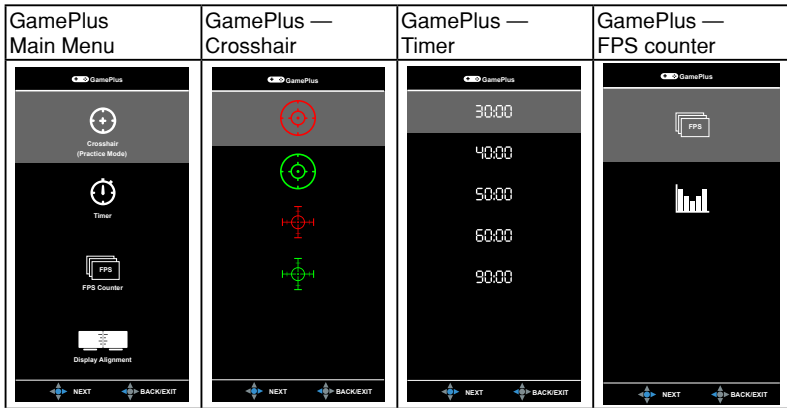 GamePlus
Main Menu
GamePlus —
Crosshair
GamePlus —
Timer
GamePlus —
FPS counter
GamePlus
Crosshair
(Practice Mode)
Timer
FPS
FPS Counter
Display Alignment
NEXT BACK/EXIT
GamePlus
NEXT BACK/EXIT
GamePlus
30:00
40:00
50:00
60:00
90:00
NEXT BACK/EXIT
GamePlus
FPS
NEXT BACK/EXIT